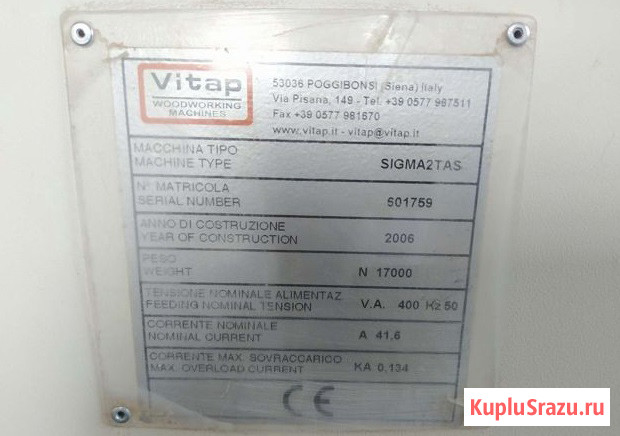 Vitap
WOODWORKING
MACHINES
53036 POGGIBONSI (Siena) Italy
Via Pisana, 149 - Tel. +39 0577 987511
Fax +39 0577 981670
www.vitap.it - vitap@vitap.it
MACCHINA TIPO
MACHINE TYPE SIGMA2TAS
N° MATRICOLA
SERIAL NUMBER 601759
ANNO DI COSTRUZIONE
YEAR OF CONSTRUCTION 2006
PESO
WEIGHT N 17000
TENSIONE NOMINALE ALIMENTAZ.
FEEDING NOMINAL TENSION V.A. 400 Hz 50
CORRENTE NOMINALE
NOMINAL CURRENT A 41,6
CORRENTE MAX. SOVRACCARICO
MAX. OVERLOAD CURRENT KA 0,134
CE
KupluSrazu.ru